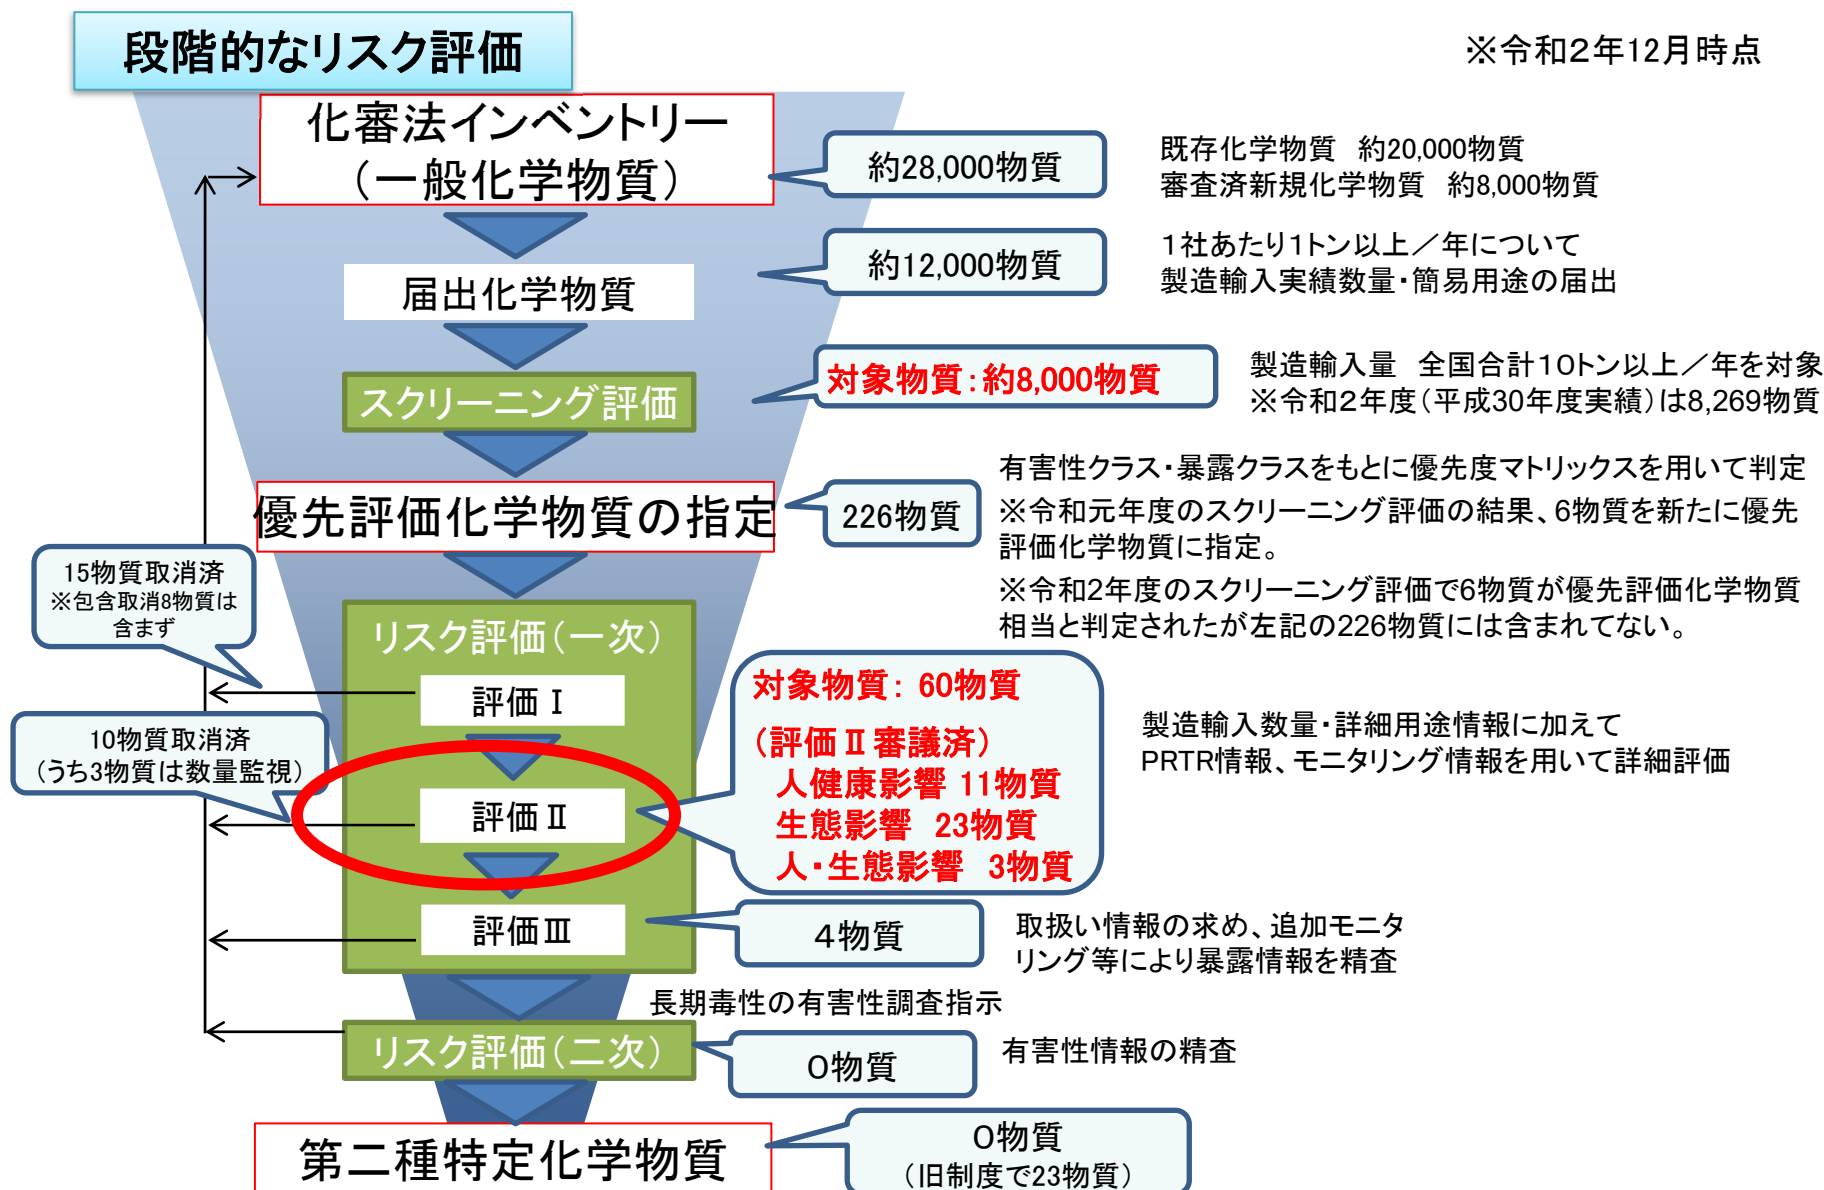 段階的なリスク評価
※令和２年12月時点
化審法インベントリー
（一般化学物質）
約28,000物質
既存化学物質　約20,000物質
審査済新規化学物質　約8,000物質
届出化学物質
約12,000物質
１社あたり１トン以上／年について
製造輸入実績数量・簡易用途の届出
スクリーニング評価
対象物質：約8,000物質
製造輸入量　全国合計１０トン以上／年を対象
※令和２年度（平成30年度実績）は8,269物質
優先評価化学物質の指定
226物質
有害性クラス・暴露クラスをもとに優先度マトリックスを用いて判定
※令和元年度のスクリーニング評価の結果、6物質を新たに優先
評価化学物質に指定。
※令和2年度のスクリーニング評価で6物質が優先評価化学物質
相当と判定されたが左記の226物質には含まれてない。
15物質取消済
※包含取消8物質は
含まず
リスク評価（一次）
評価Ⅰ
10物質取消済
（うち3物質は数量監視）
評価Ⅱ
対象物質：60物質
（評価Ⅱ審議済）
人健康影響 11物質
生態影響　23物質
人・生態影響　3物質
製造輸入数量・詳細用途情報に加えて
PRTR情報、モニタリング情報を用いて詳細評価
評価Ⅲ
４物質
取扱い情報の求め、追加モニタ
リング等により暴露情報を精査
長期毒性の有害性調査指示
リスク評価（二次）
０物質
有害性情報の精査
第二種特定化学物質
０物質
（旧制度で23物質）